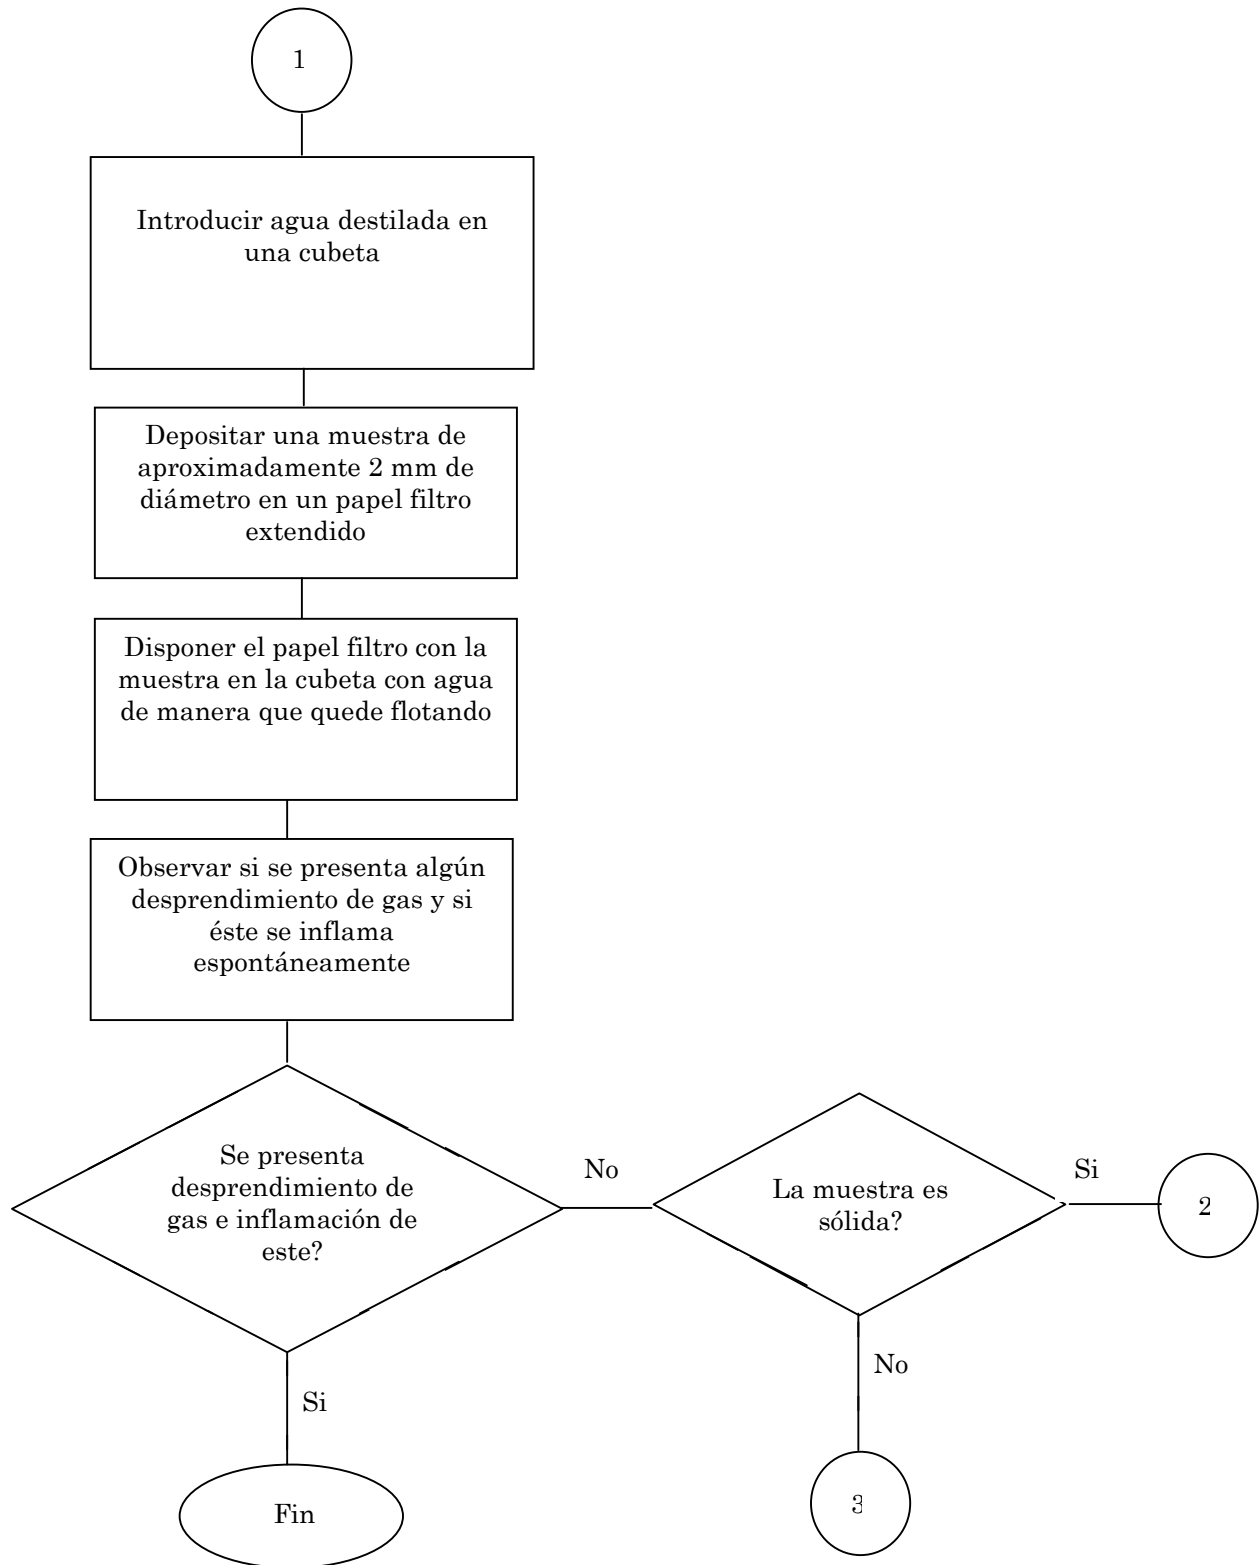 1
Introducir agua destilada en
una cubeta
Depositar una muestra de
aproximadamente 2 mm de
diámetro en un papel filtro
extendido
Disponer el papel filtro con la
muestra en la cubeta con agua
de manera que quede flotando
Observar si se presenta algún
desprendimiento de gas y si
éste se inflama
espontáneamente
Se presenta
desprendimiento de
gas e inflamación de
este?
No
La muestra es
sólida?
Si
2
No
Si
3
Fin